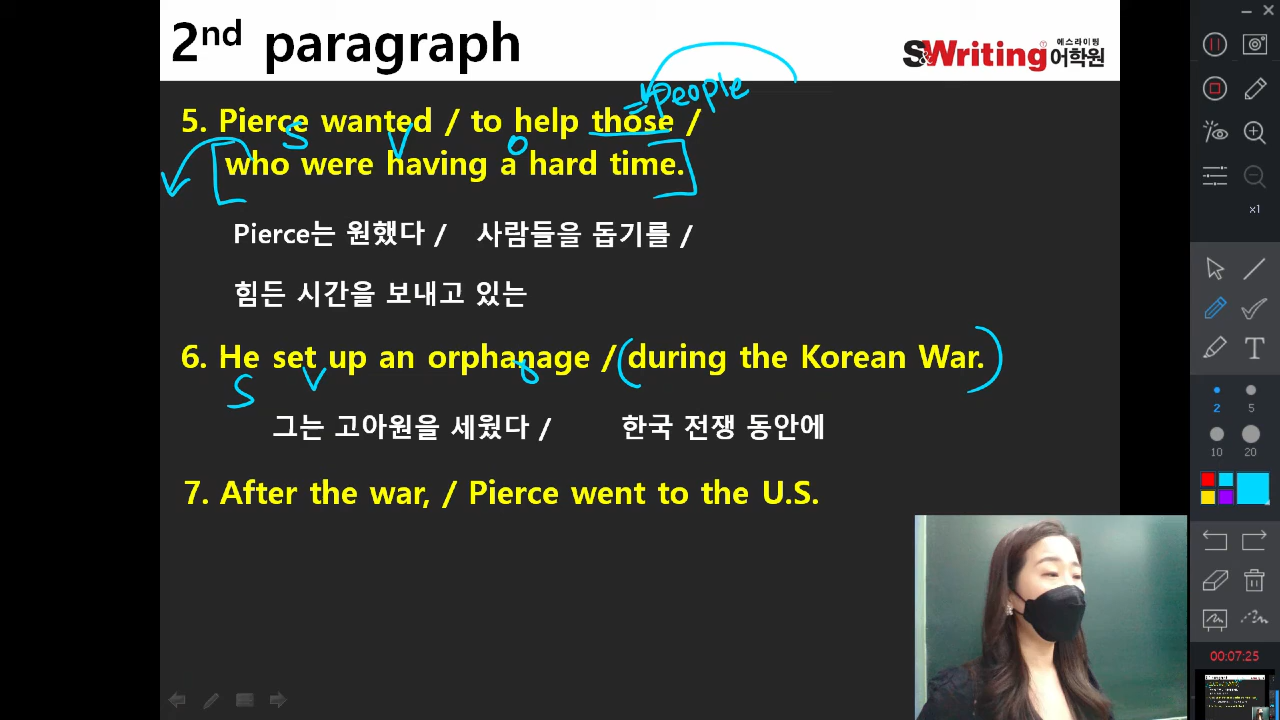 2nd paragraph
S&Writing 에스라이팅 어학원
=people
5. Pierce wanted / to help those /
S V O
who were having a hard time.
Pierce는 원했다 / 사람들을 돕기를 /
힘든 시간을 보내고 있는
6. He set up an orphanage / (during the Korean War.)
S V O
그는 고아원을 세웠다 / 한국 전쟁 동안에
7. After the war, / Pierce went to the U.S.
x1
T
2 5
10 20
00:07:25